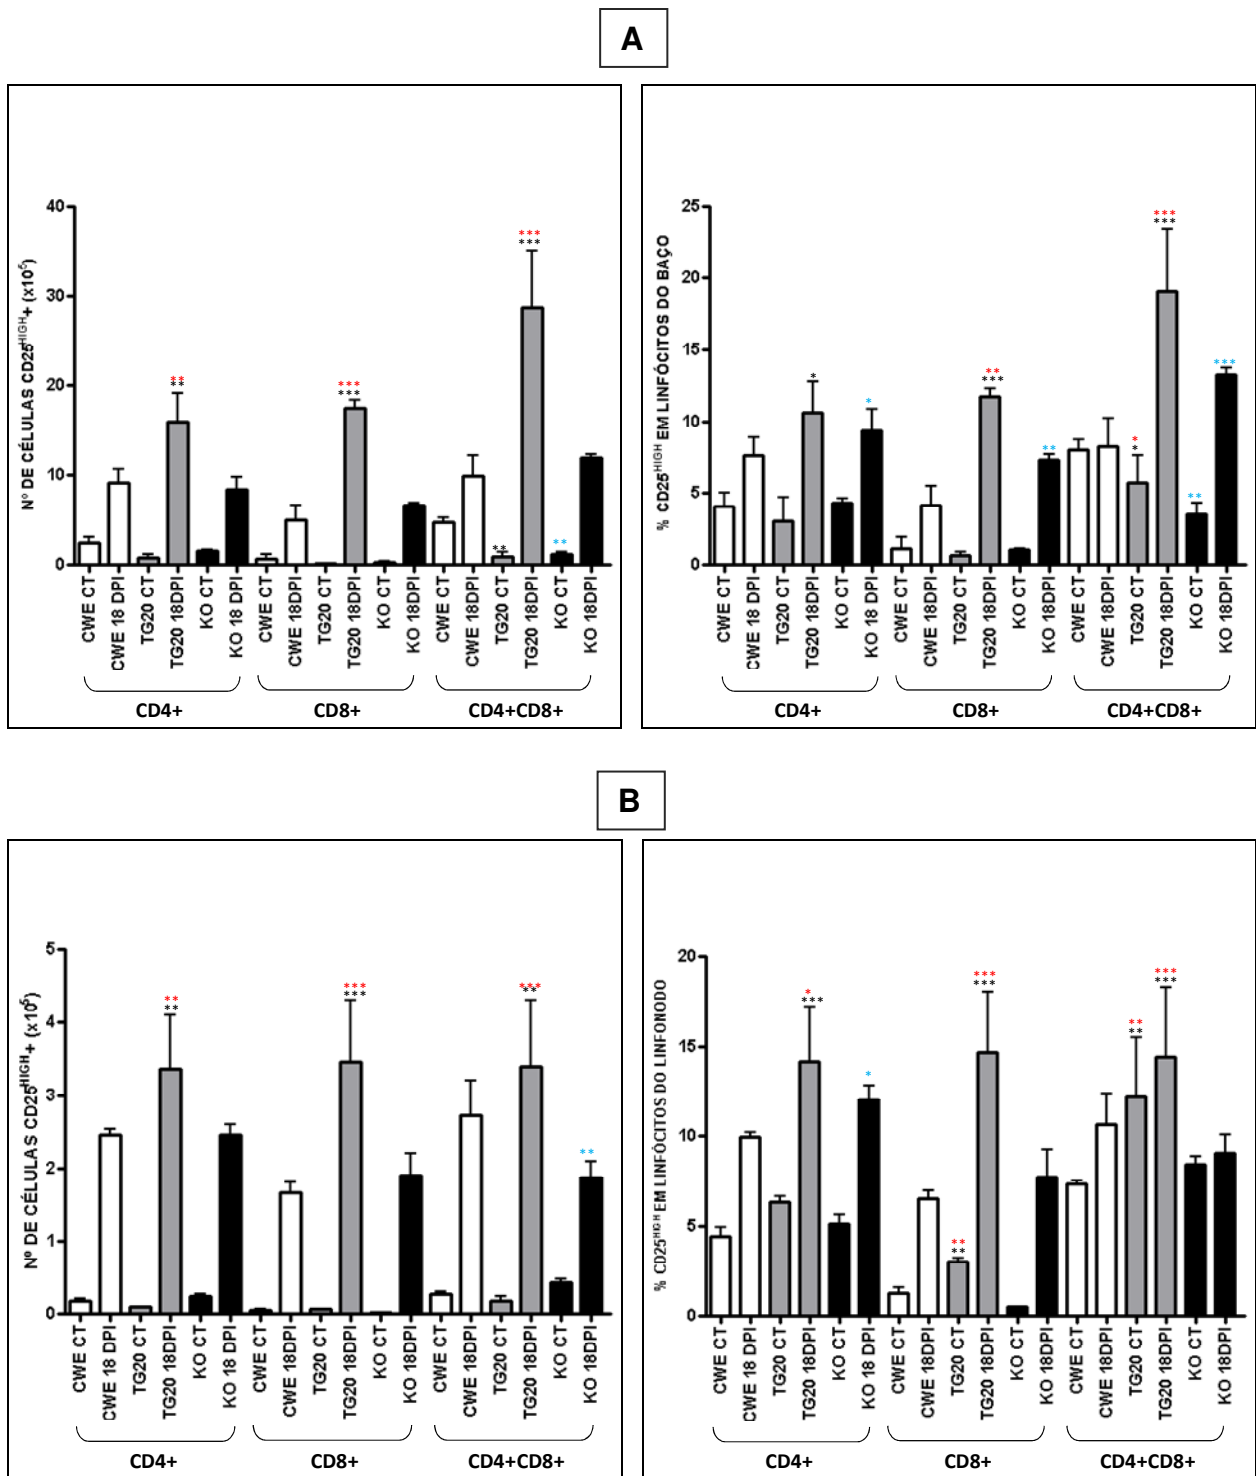 A
Nº DE CÉLULAS CD25HIGH+ (x10⁶)
40
30
20
10
0
** 
**
***
***
***
***
**
**
CWE CT
CWE 18 DPI
TG20 CT
TG20 18DPI
KO CT
KO 18 DPI
CWE CT
CWE 18DPI
TG20 CT
TG20 18DPI
KO CT
KO 18DPI
CWE CT
CWE 18DPI
TG20 CT
TG20 18DPI
KO CT
KO 18DPI
CD4+
CD8+
CD4+CD8+
% CD25HIGH EM LINFÓCITOS DO BAÇO
25
20
15
10
5
0
*
*
**
***
**
*
*
***
***
**
***
CWE CT
CWE 18 DPI
TG20 CT
TG20 18DPI
KO CT
KO 18 DPI
CWE CT
CWE 18DPI
TG20 CT
TG20 18DPI
KO CT
KO 18DPI
CWE CT
CWE 18DPI
TG20 CT
TG20 18DPI
KO CT
KO 18DPI
CD4+
CD8+
CD4+CD8+
B
Nº DE CÉLULAS CD25HIGH+ (x10⁶)
5
4
3
2
1
0
**
**
***
***
***
**
**
CWE CT
CWE 18 DPI
TG20 CT
TG20 18DPI
KO CT
KO 18 DPI
CWE CT
CWE 18DPI
TG20 CT
TG20 18DPI
KO CT
KO 18DPI
CWE CT
CWE 18DPI
TG20 CT
TG20 18DPI
KO CT
KO 18DPI
CD4+
CD8+
CD4+CD8+
% CD25HIGH EM LINFÓCITOS DO LINFONODO
20
15
10
5
0
*
***
*
**
**
***
***
**
**
***
***
CWE CT
CWE 18 DPI
TG20 CT
TG20 18DPI
KO CT
KO 18 DPI
CWE CT
CWE 18DPI
TG20 CT
TG20 18DPI
KO CT
KO 18DPI
CWE CT
CWE 18DPI
TG20 CT
TG20 18DPI
KO CT
KO 18DPI
CD4+
CD8+
CD4+CD8+